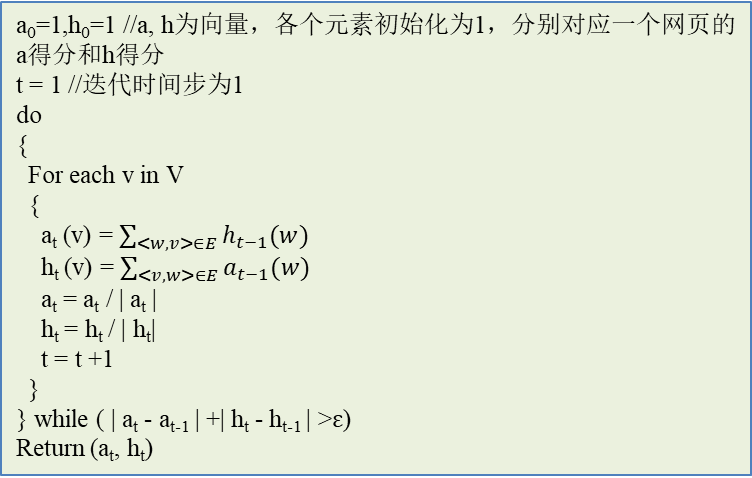 a₀=1,h₀=1 //a, h为向量，各个元素初始化为1，分别对应一个网页的
a得分和h得分
t = 1 //迭代时间步为1
do
{
For each v in V
{
aₜ (v) = ∑<w,v>∈E hₜ₋₁(w)
hₜ (v) = ∑<v,w>∈E aₜ₋₁(w)
aₜ = aₜ / | aₜ |
hₜ = hₜ / | hₜ|
t = t +1
}
} while ( | aₜ - aₜ₋₁ | +| hₜ - hₜ₋₁ | >ε)
Return (aₜ, hₜ)